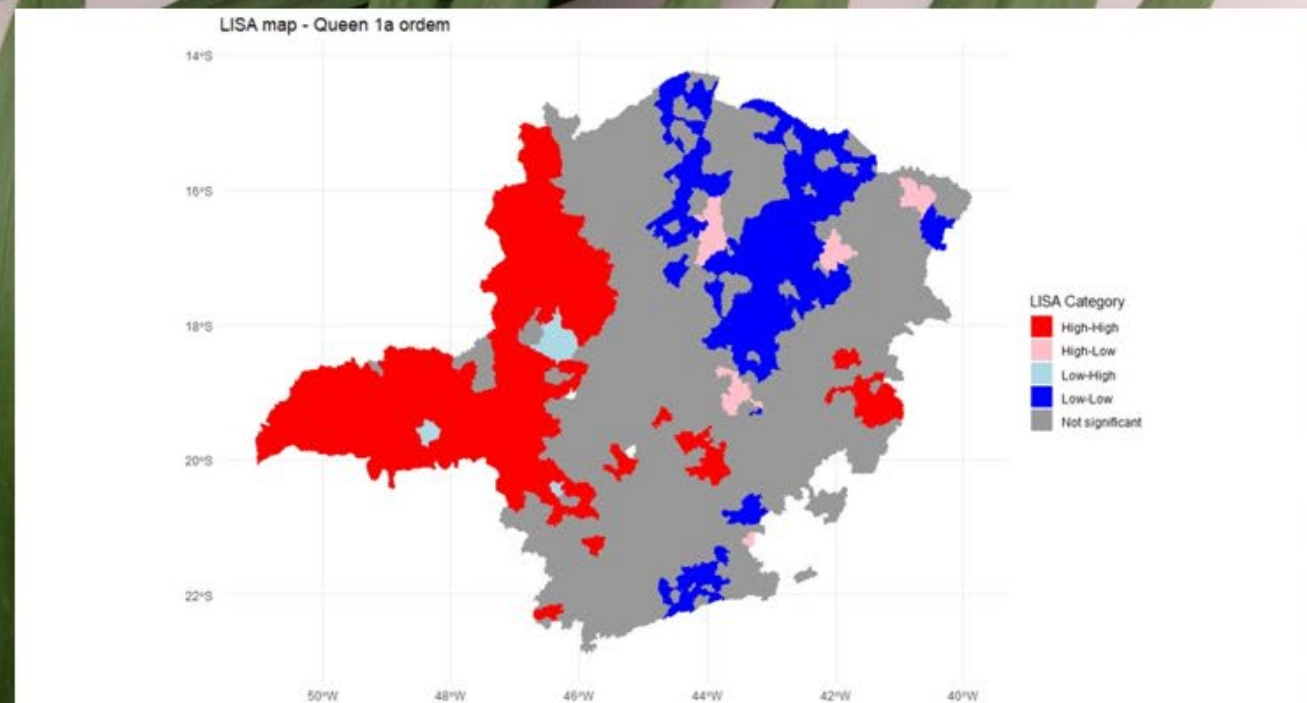 LISA map - Queen 1a ordem
14°S
16°S
18°S
20°S
22°S
50°W
48°W
46°W
44°W
42°W
40°W
LISA Category
High-High
High-Low
Low-High
Low-Low
Not significant